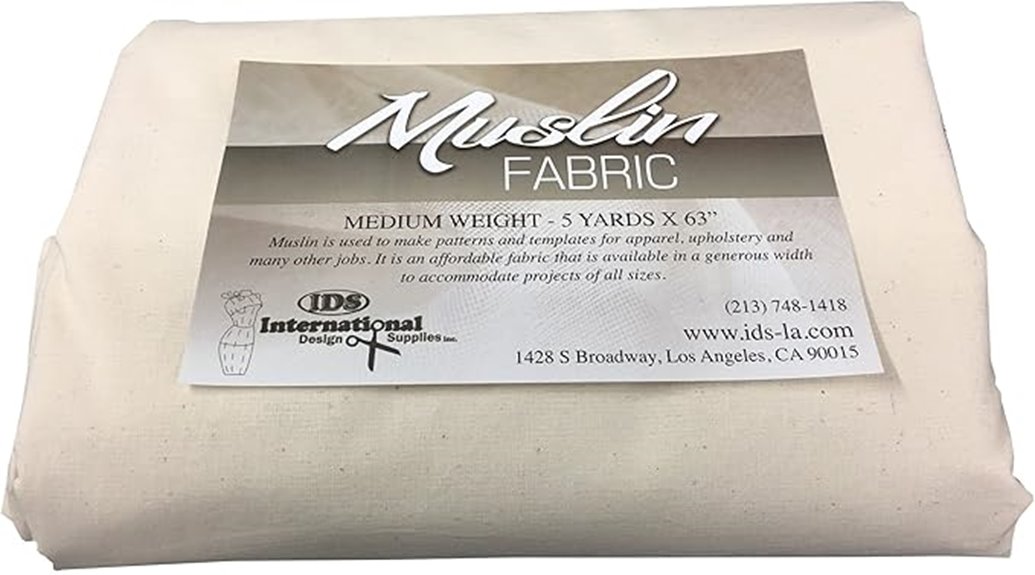 Muslin
FABRIC
MEDIUM WEIGHT - 5 YARDS X 63”
Muslin is used to make patterns and templates for apparel, upholstery and
many other jobs. It is an affordable fabric that is available in a generous width
to accommodate projects of all sizes.
IDS
International
Design Supplies Inc.
(213) 748-1418
www.ids-la.com
1428 S Broadway, Los Angeles, CA 90015